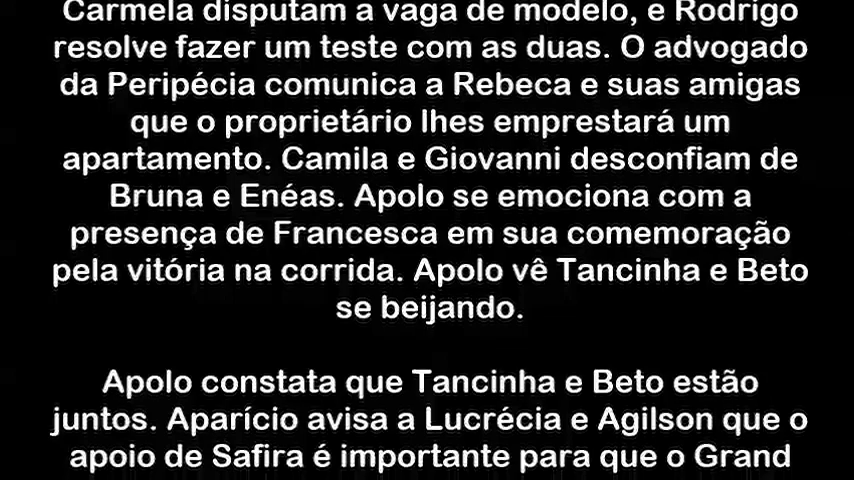 Carmela disputam a vaga de modelo, e Rodrigo
resolve fazer um teste com as duas. O advogado
da Peripécia comunica a Rebeca e suas amigas
que o proprietário lhes emprestará um
apartamento. Camila e Giovanni desconfiam de
Bruna e Enéas. Apolo se emociona com a
presença de Francesca em sua comemoração
pela vitória na corrida. Apolo vê Tancinha e Beto
se beijando.
Apolo constata que Tancinha e Beto estão
juntos. Aparício avisa a Lucrécia e Agilson que o
apoio de Safira é importante para que o Grand